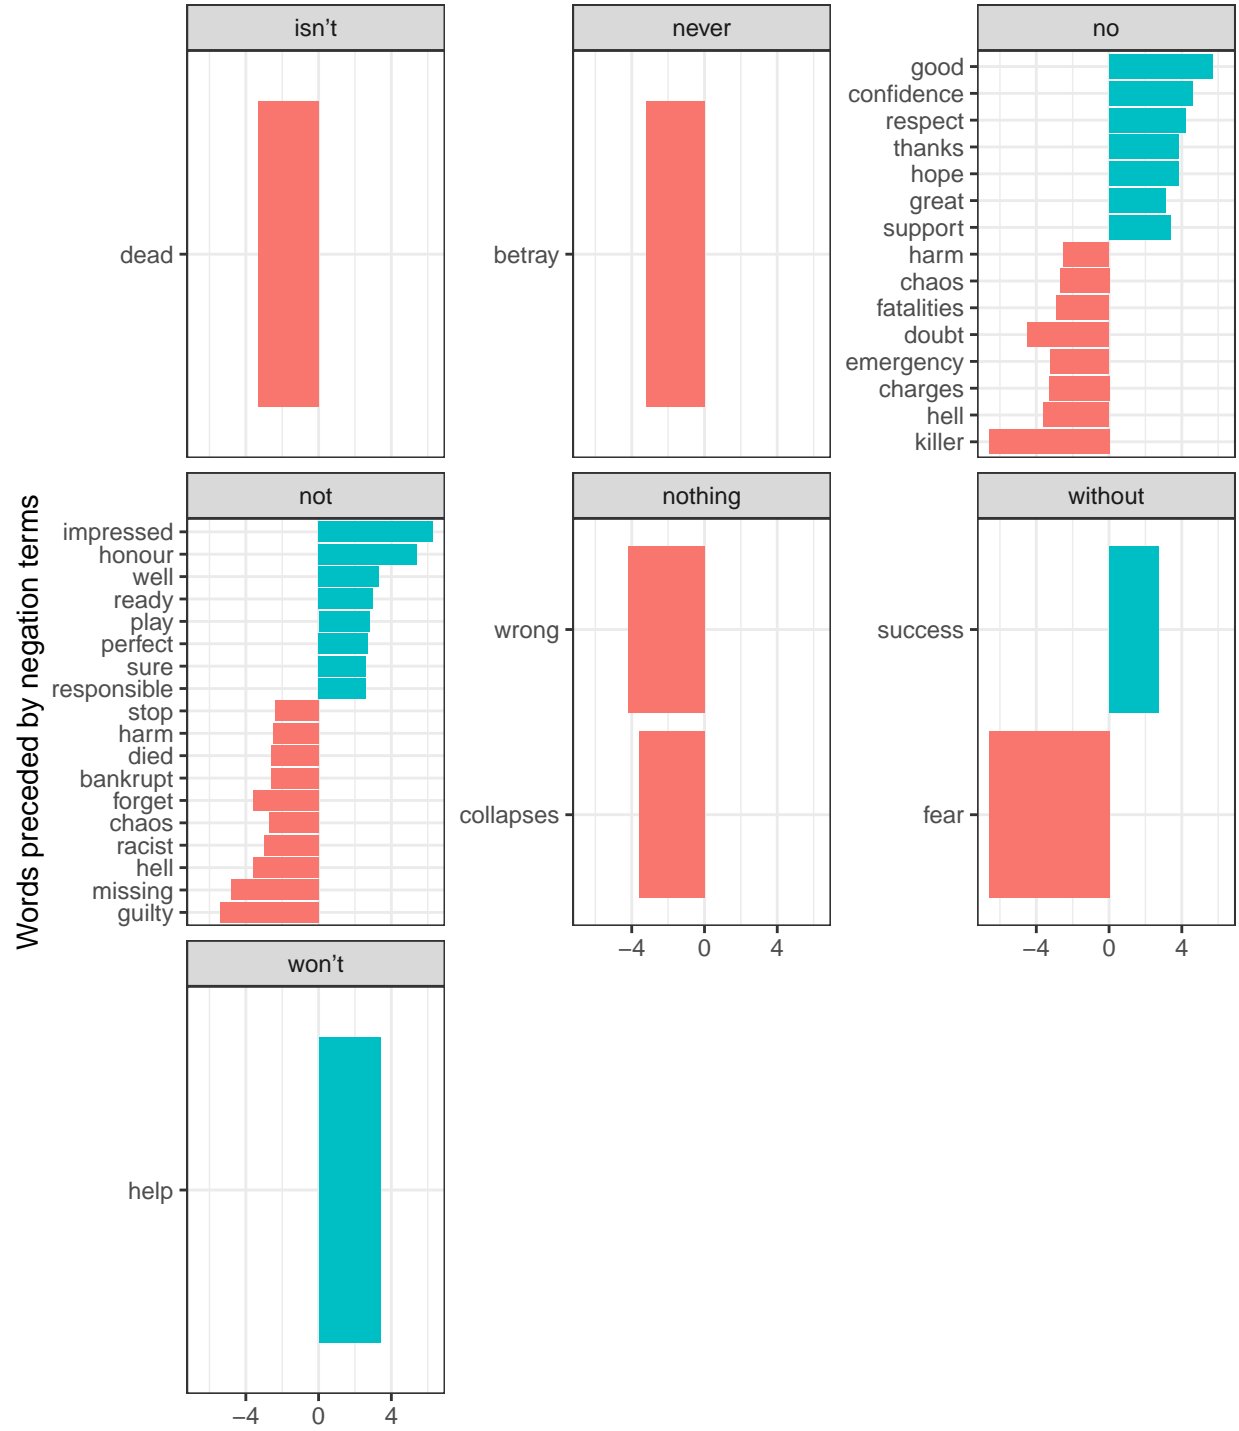 isn’t
dead
never
betray
no
good
confidence
respect
thanks
hope
great
support
harm
chaos
fatalities
doubt
emergency
charges
hell
killer
Words preceded by negation terms
not
impressed
honour
well
ready
play
perfect
sure
responsible
stop
harm
died
bankrupt
forget
chaos
racist
hell
missing
guilty
nothing
wrong
collapses
−4 0 4
without
success
fear
−4 0 4
won’t
help
−4 0 4